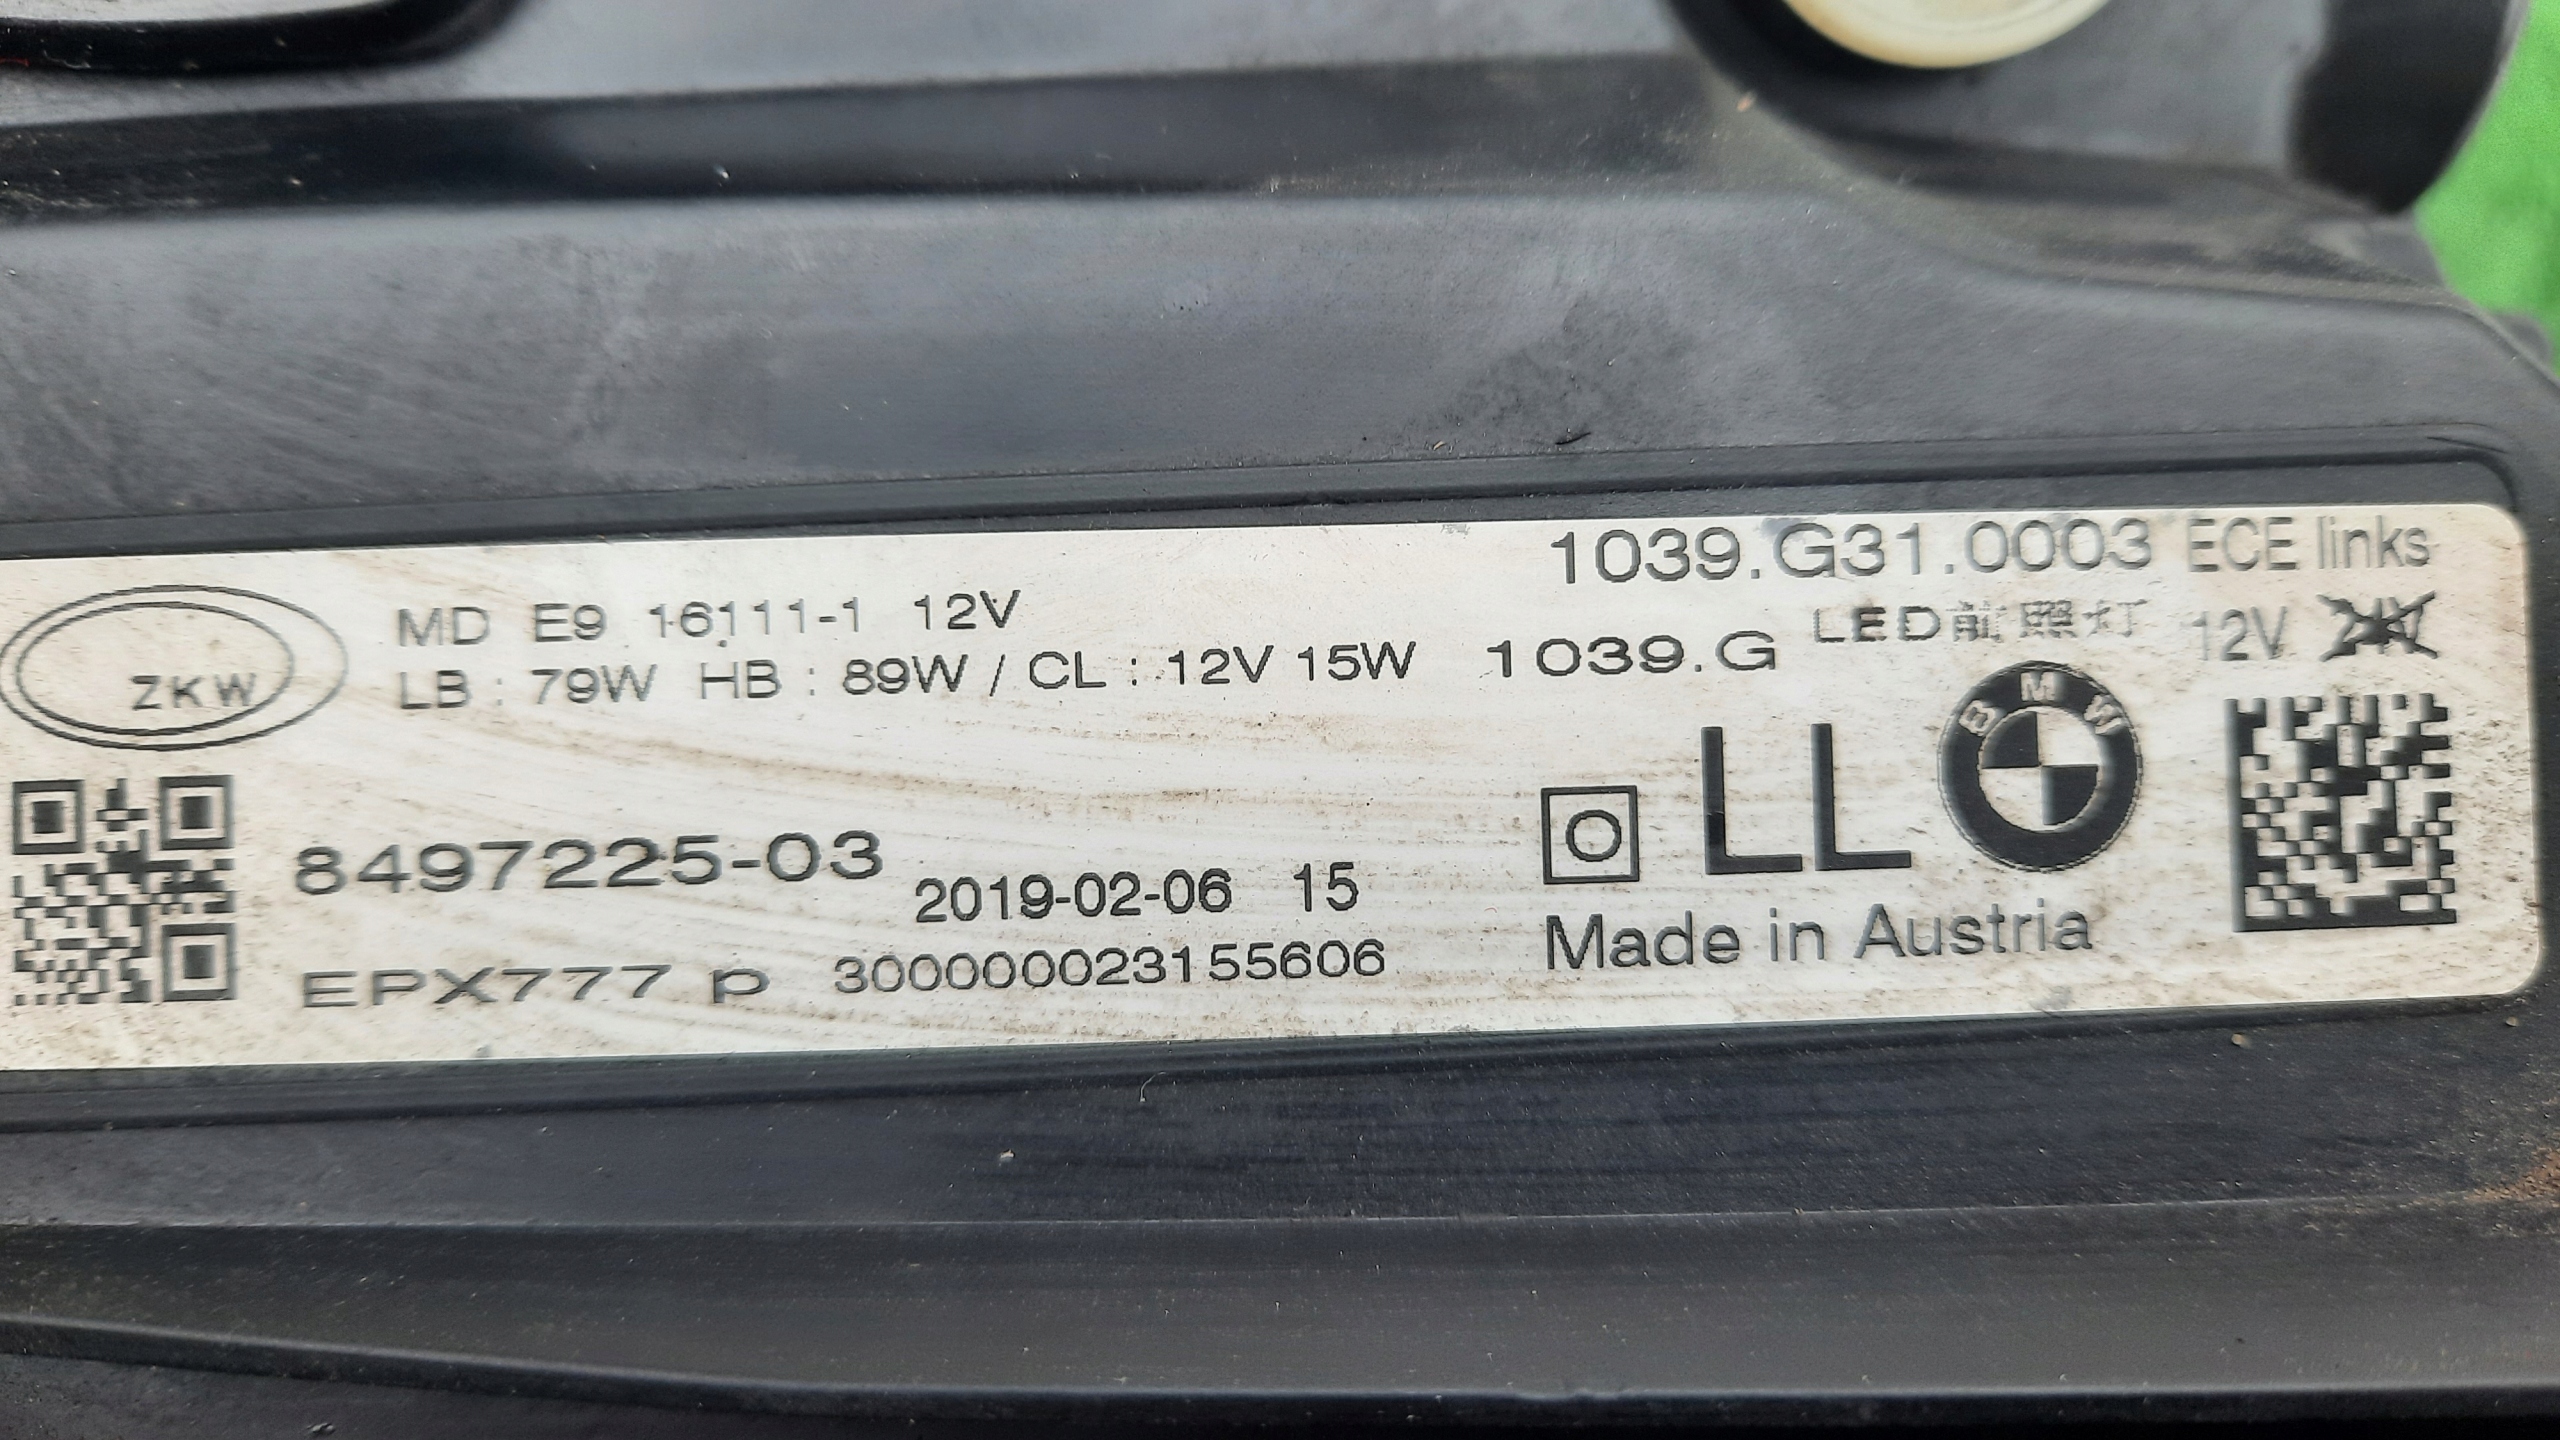 1039.G31.0003 ECE links
MD E9 16111-1 12V
LED前照灯 12V
LB : 79W HB : 89W / CL : 12V 15W 1039.G
ZKW
BMW
LL
8497225-03
2019-02-06 15
Made in Austria
EPX777 p 300000023155606